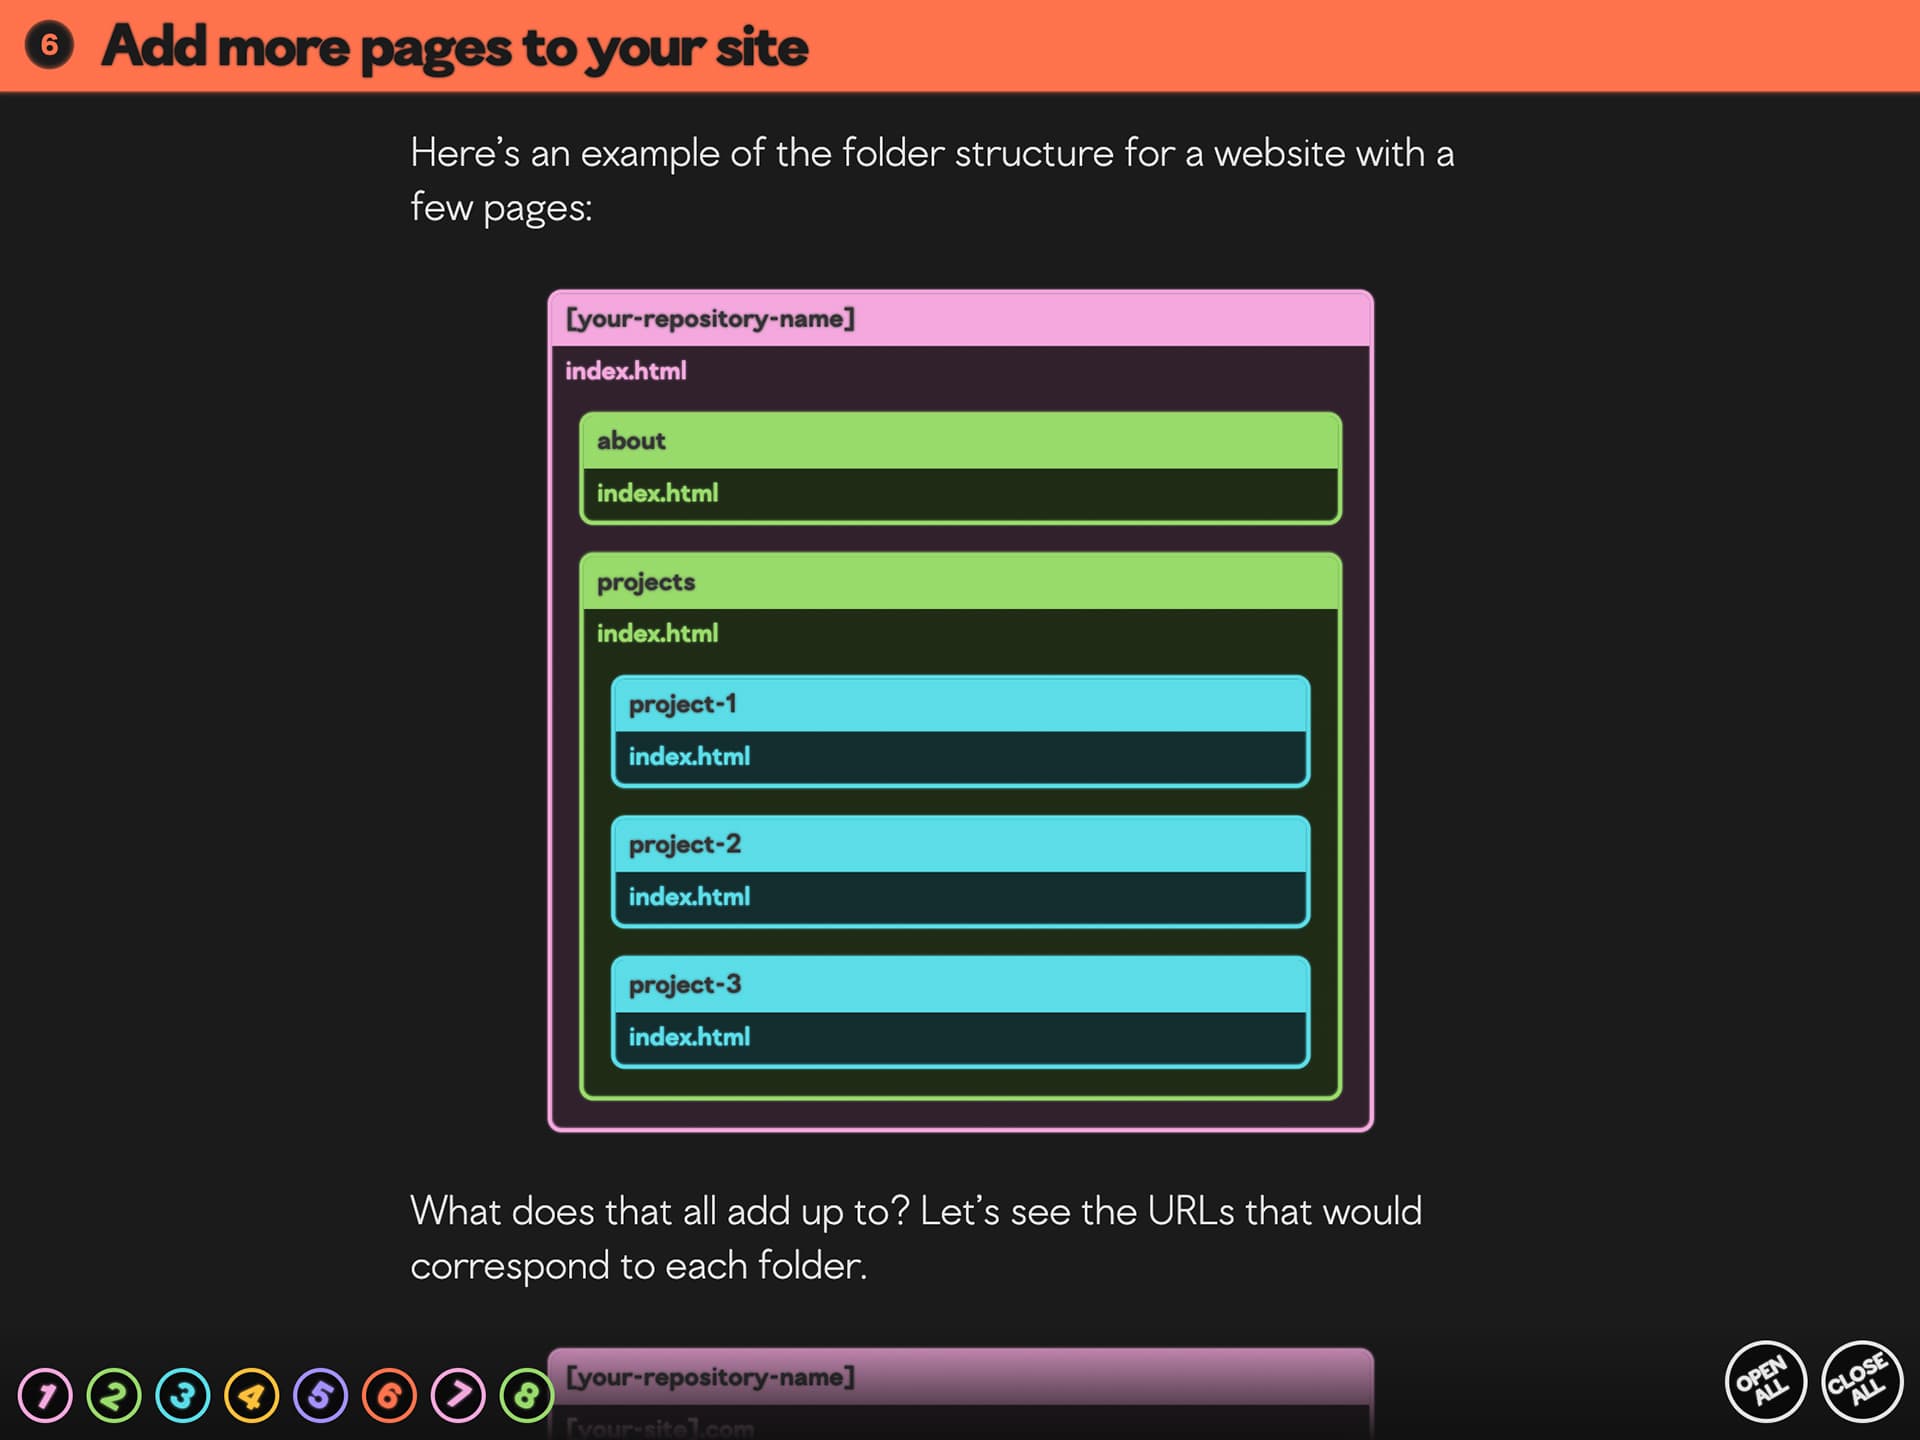 6 Add more pages to your site
Here’s an example of the folder structure for a website with a
few pages:
[your-repository-name]
index.html
about
index.html
projects
index.html
project-1
index.html
project-2
index.html
project-3
index.html
What does that all add up to? Let’s see the URLs that would
correspond to each folder.
[your-repository-name]
[your-site].com
1 2 3 4 5 6 7 8
OPEN
ALL
CLOSE
ALL